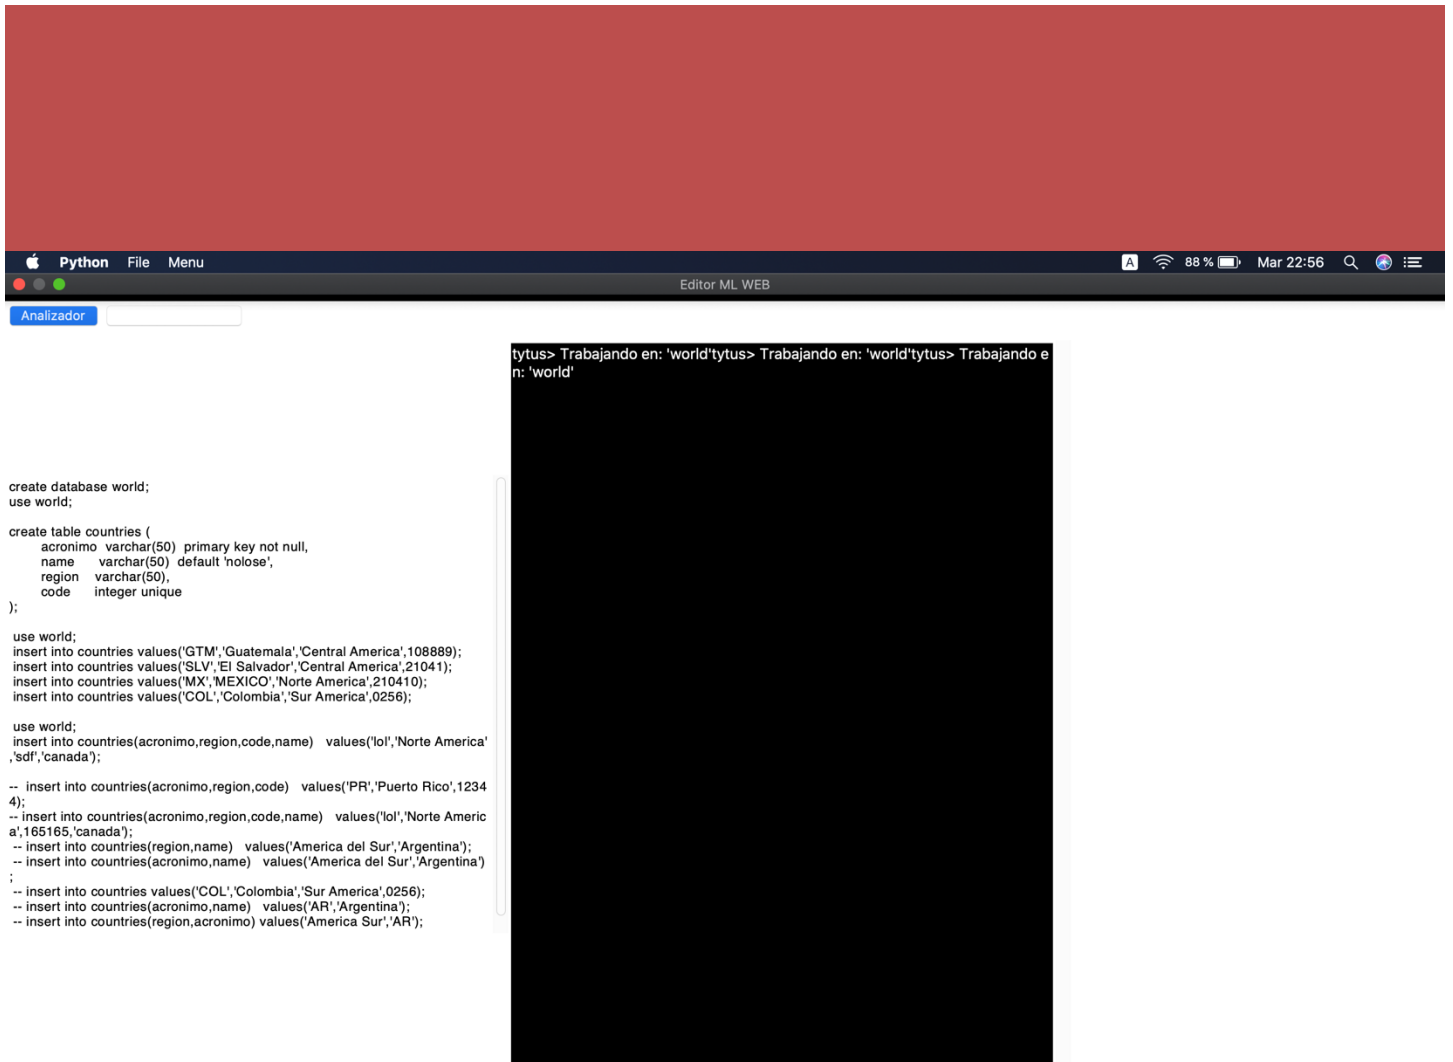 Python File Menu
A 88 % Mar 22:56
Editor ML WEB
Analizador
tytus> Trabajando en: 'world'tytus> Trabajando en: 'world'tytus> Trabajando e
n: 'world'
create database world;
use world;
create table countries (
acronimo varchar(50) primary key not null,
name varchar(50) default 'nolose',
region varchar(50),
code integer unique
);
use world;
insert into countries values('GTM','Guatemala','Central America',108889);
insert into countries values('SLV','El Salvador','Central America',21041);
insert into countries values('MX','MEXICO','Norte America',210410);
insert into countries values('COL','Colombia','Sur America',0256);
use world;
insert into countries(acronimo,region,code,name) values('lol','Norte America'
,'sdf','canada');
-- insert into countries(acronimo,region,code) values('PR','Puerto Rico',1234
4);
-- insert into countries(acronimo,region,code,name) values('lol','Norte Americ
a',165165,'canada');
-- insert into countries(region,name) values('America del Sur','Argentina');
-- insert into countries(acronimo,name) values('America del Sur','Argentina')
;
-- insert into countries values('COL','Colombia','Sur America',0256);
-- insert into countries(acronimo,name) values('AR','Argentina');
-- insert into countries(region,acronimo) values('America Sur','AR');